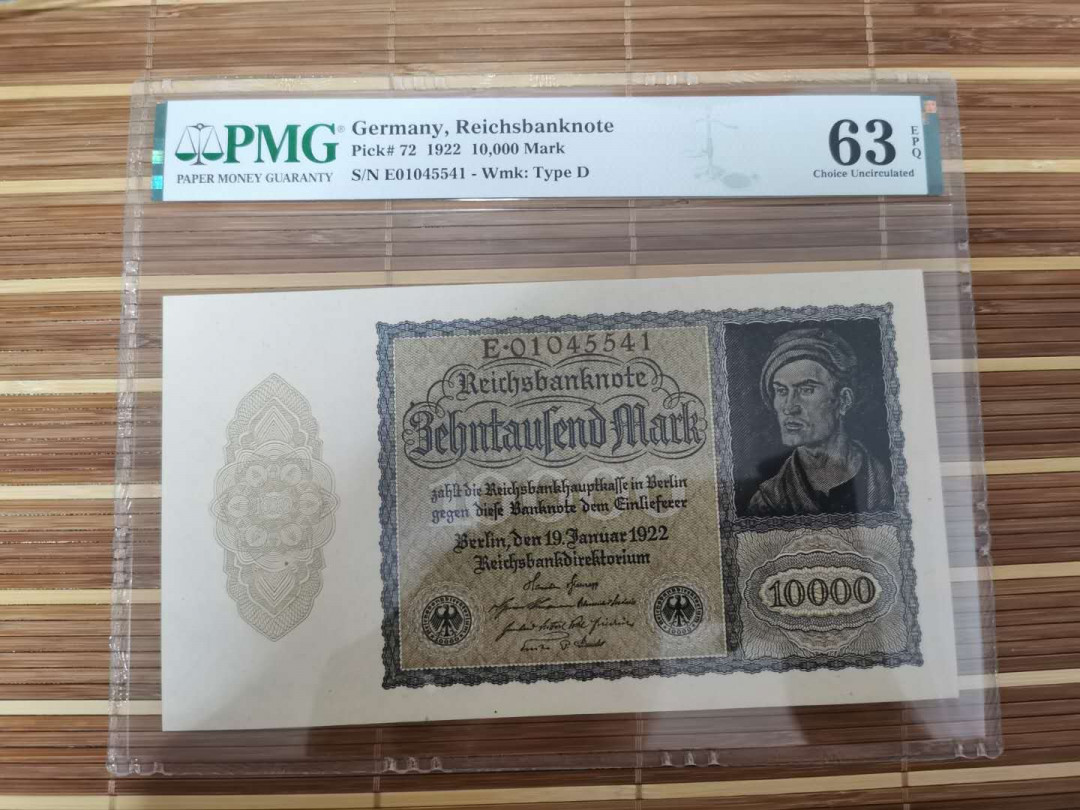 PMG®
PAPER MONEY GUARANTY
Germany, Reichsbanknote
Pick# 72 1922 10,000 Mark
S/N E01045541 - Wmk: Type D
63
EPQ
Choice Uncirculated
E·01045541
Reichsbanknote
Zehntauſend Mark
zahlt die Reichsbankhauptkaſſe in Berlin
gegen dieſe Banknote dem Einlieferer
Berlin, den 19. Januar 1922
Reichsbankdirektorium
10000